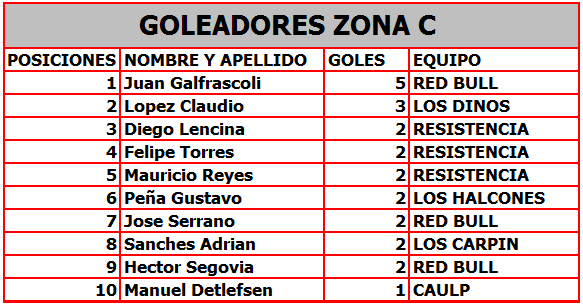 GOLEADORES ZONA C
POSICIONES NOMBRE Y APELLIDO GOLES EQUIPO
1 Juan Galfrascoli 5 RED BULL
2 Lopez Claudio 3 LOS DINOS
3 Diego Lencina 2 RESISTENCIA
4 Felipe Torres 2 RESISTENCIA
5 Mauricio Reyes 2 RESISTENCIA
6 Peña Gustavo 2 LOS HALCONES
7 Jose Serrano 2 RED BULL
8 Sanches Adrian 2 LOS CARPIN
9 Hector Segovia 2 RED BULL
10 Manuel Detlefsen 1 CAULP